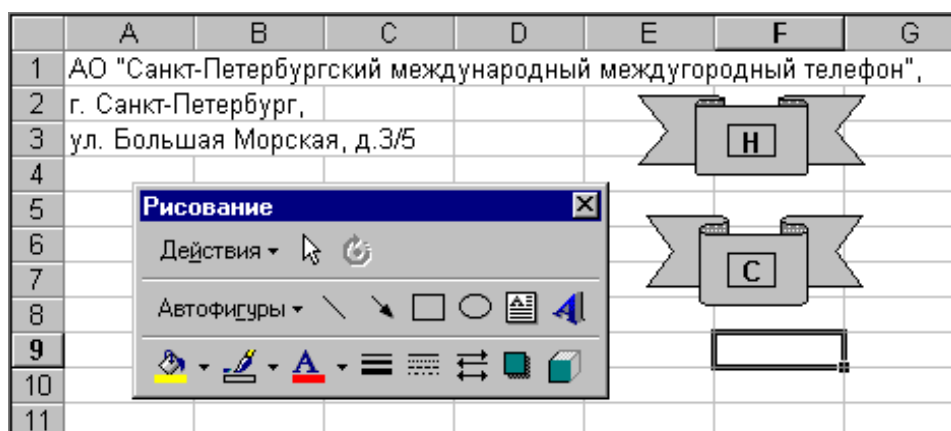 A B C D E F G
1 АО "Санкт-Петербургский международный междугородный телефон",
2 г. Санкт-Петербург,
3 ул. Большая Морская, д.3/5
Н
4
5 Рисование
6 Действия
С
7
8 Автофигуры
9
А
10
11